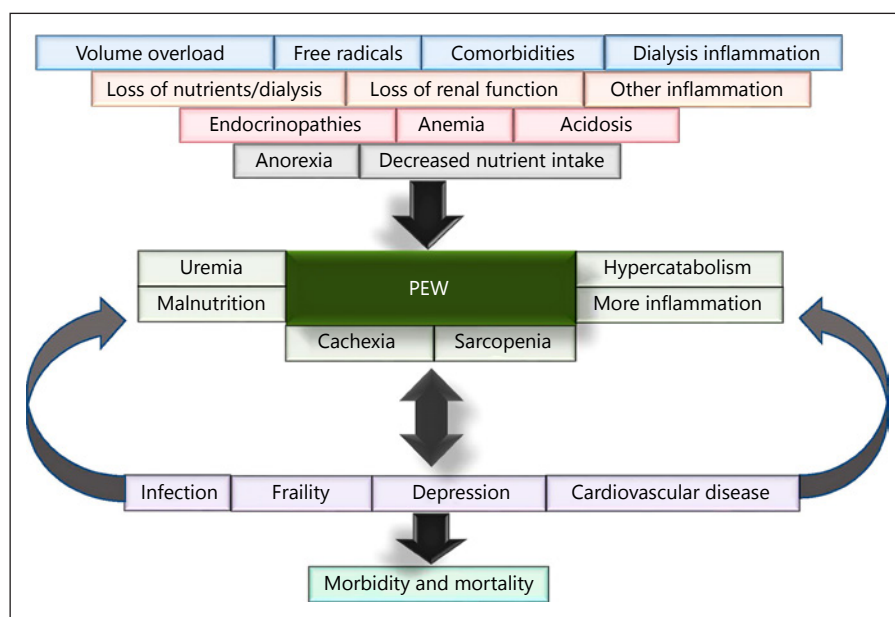 Volume overload Free radicals Comorbidities Dialysis inflammation
Loss of nutrients/dialysis Loss of renal function Other inflammation
Endocrinopathies Anemia Acidosis
Anorexia Decreased nutrient intake
Uremia PEW Hypercatabolism
Malnutrition More inflammation
Cachexia Sarcopenia
Infection Fraility Depression Cardiovascular disease
Morbidity and mortality